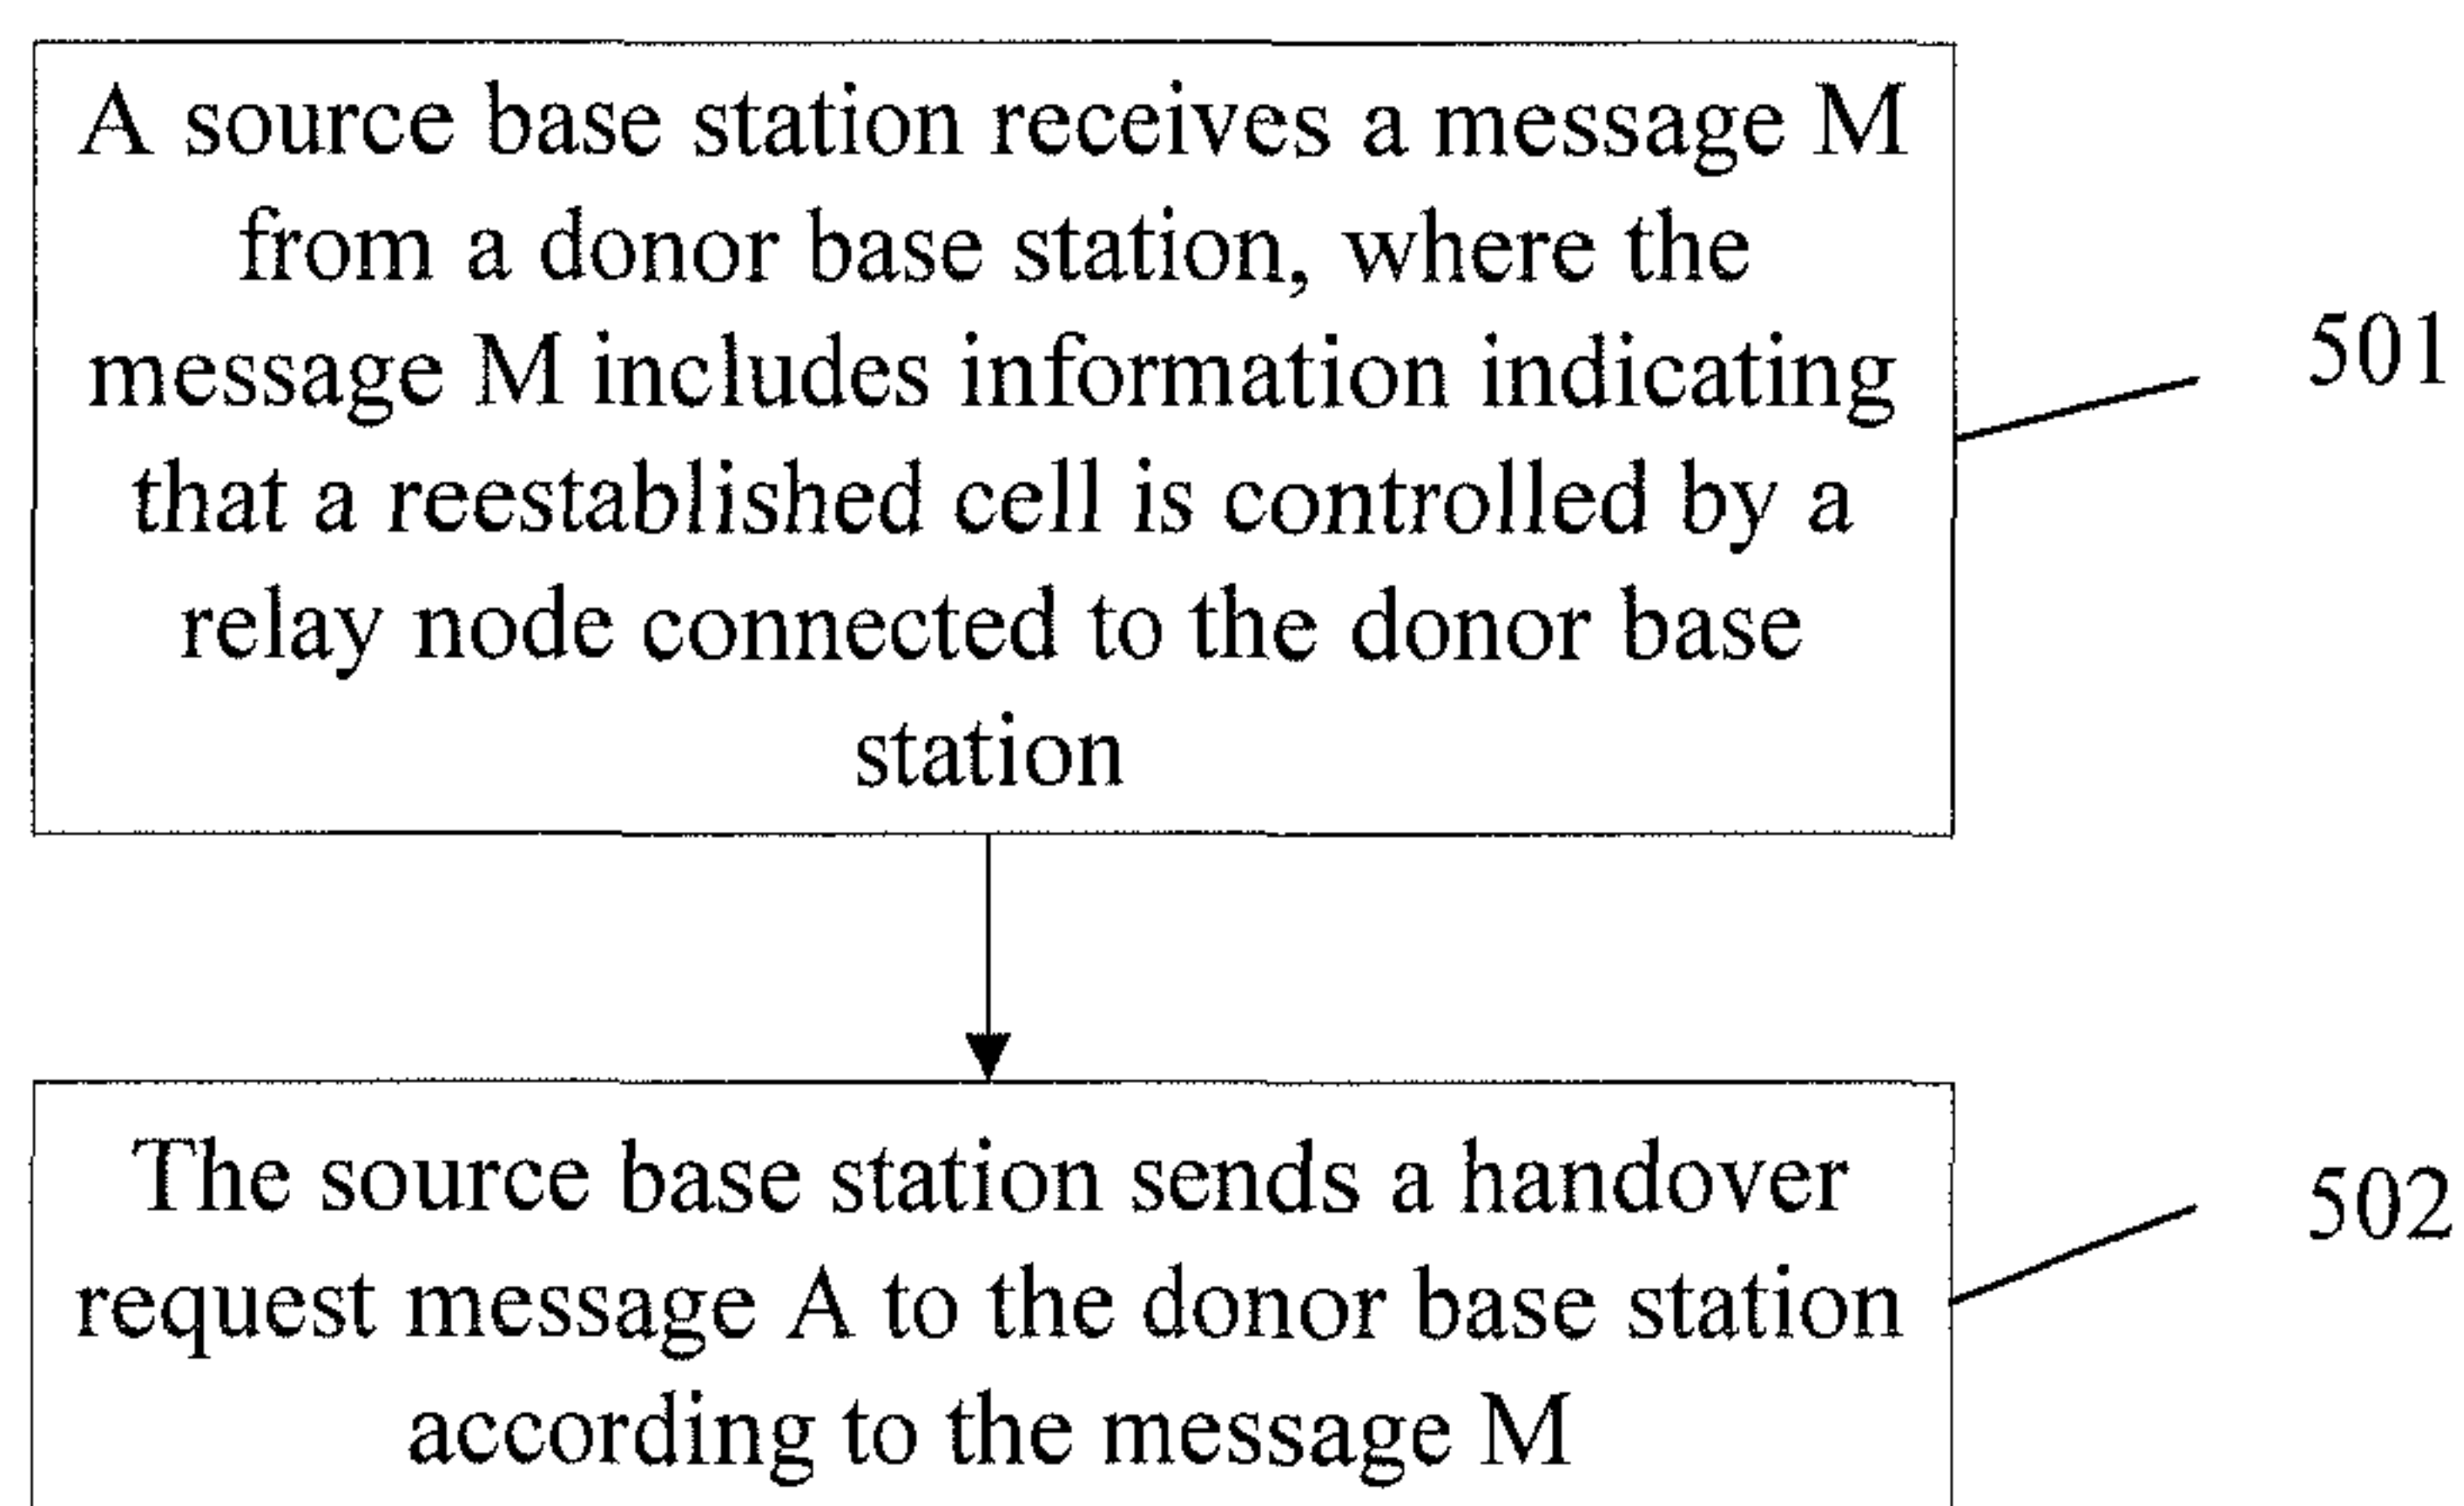 A source base station receives a message M
from a donor base station, where the
message M includes information indicating
that a reestablished cell is controlled by a
relay node connected to the donor base
station
501
The source base station sends a handover
request message A to the donor base station
according to the message M
502